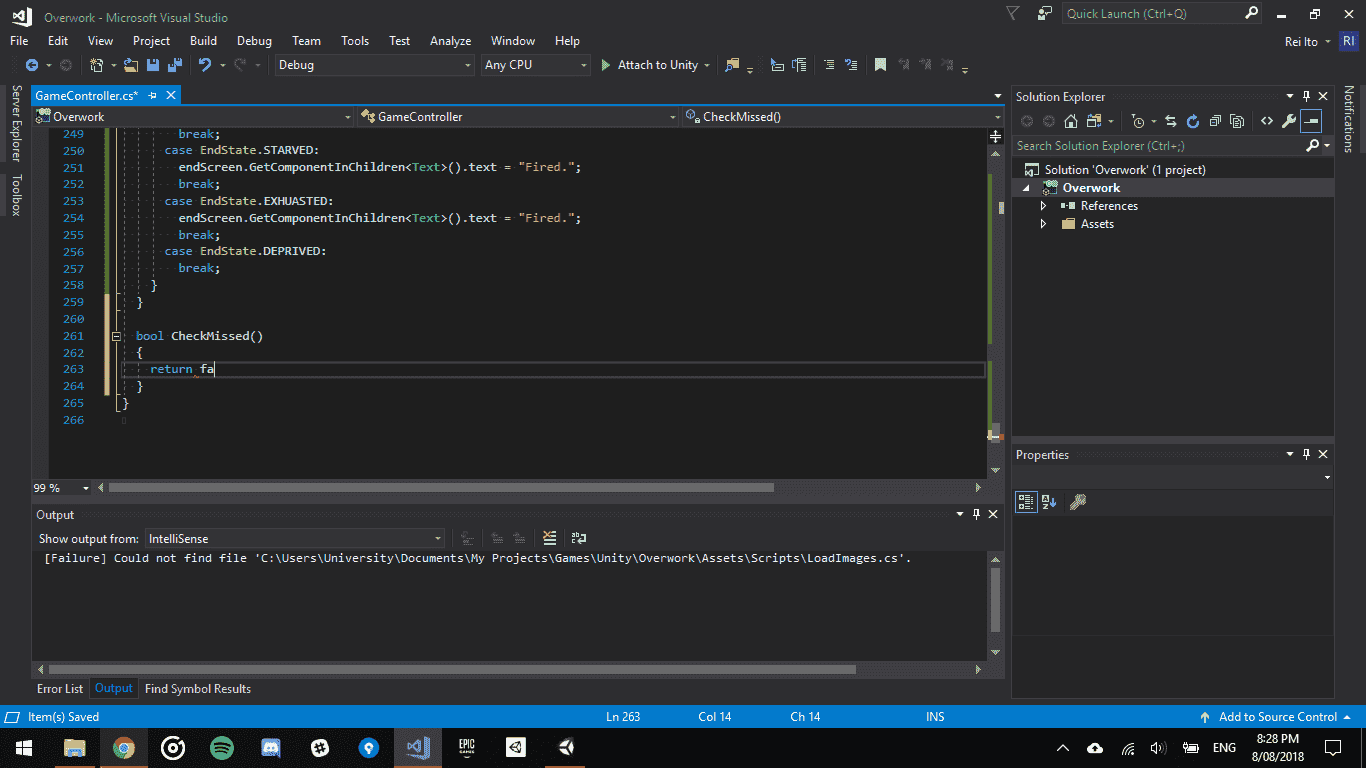 Overwork - Microsoft Visual Studio
Quick Launch (Ctrl+Q)
File Edit View Project Build Debug Team Tools Test Analyze Window Help
Rei Ito RI
Debug Any CPU Attach to Unity
Server Explorer
Toolbox
GameController.cs*
Overwork GameController CheckMissed()
249 break;
250 case EndState.STARVED:
251 endScreen.GetComponentInChildren<Text>().text = "Fired.";
252 break;
253 case EndState.EXHUASTED:
254 endScreen.GetComponentInChildren<Text>().text = "Fired.";
255 break;
256 case EndState.DEPRIVED:
257 break;
258 }
259 }
260
261 bool CheckMissed()
262 {
263 return fa
264 }
265 }
266
99 %
Output
Show output from: IntelliSense
[Failure] Could not find file 'C:\Users\University\Documents\My Projects\Games\Unity\Overwork\Assets\Scripts\LoadImages.cs'.
Error List Output Find Symbol Results
Solution Explorer
Search Solution Explorer (Ctrl+;)
Solution 'Overwork' (1 project)
Overwork
References
Assets
Properties
Notifications
Item(s) Saved Ln 263 Col 14 Ch 14 INS Add to Source Control
EPIC
GAMES
ENG
8:28 PM
8/08/2018